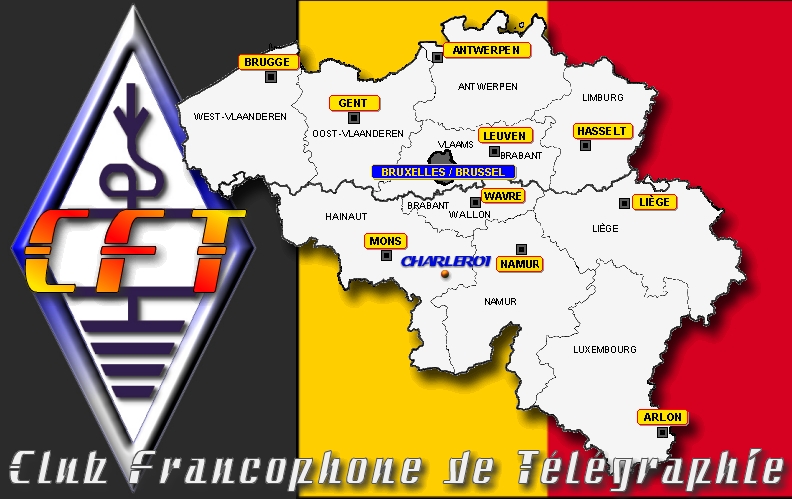 ANTWERPEN
BRUGGE
ANTWERPEN
LIMBURG
GENT
WEST-VLAANDEREN
OOST-VLAANDEREN
LEUVEN
HASSELT
VLAAMS
BRABANT
BRUXELLES / BRUSSEL
WAVRE
LIÈGE
BRABANT
WALLON
HAINAUT
LIÈGE
CFT
MONS
CHARLEROI
NAMUR
NAMUR
LUXEMBOURG
ARLON
Club Francophone de Télégraphie